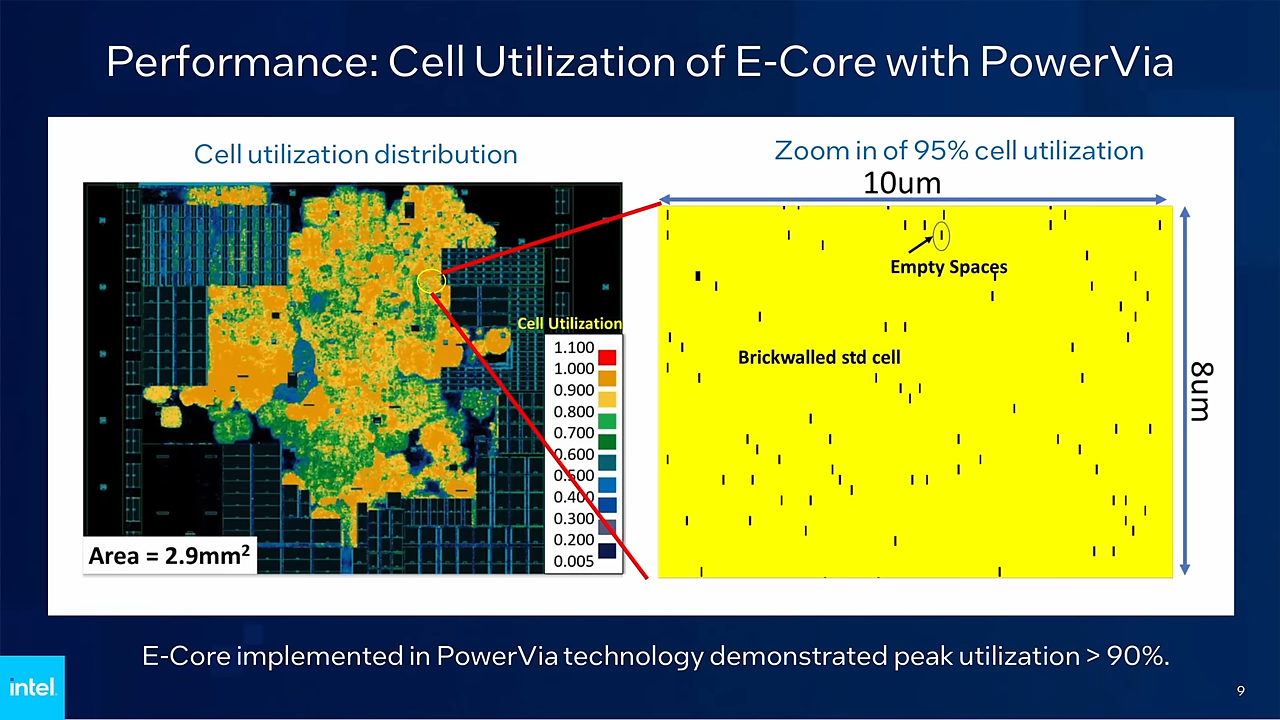 Performance: Cell Utilization of E-Core with PowerVia
Cell utilization distribution
Zoom in of 95% cell utilization
10um
Empty Spaces
Brickwalled std cell
8um
Cell Utilization
1.100
1.000
0.900
0.800
0.700
0.600
0.500
0.400
0.300
0.200
0.005
Area = 2.9mm²
E-Core implemented in PowerVia technology demonstrated peak utilization > 90%.
intel
9